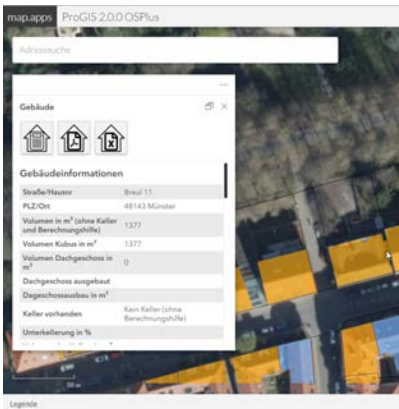 map.apps ProGIS 2.0.0 OSPlus
Adresssuche
Gebäude
Gebäudeinformationen
Straße/Hausnr Breul 11
PLZ/Ort 48143 Münster
Volumen in m³ (ohne Keller und Berechnungshilfe) 1377
Volumen Kubus in m³ 1377
Volumen Dachgeschoss in m³ 0
Dachgeschoss ausgebaut
Dageschossausbau in m³
Keller vorhanden Kein Keller (ohne Berechnungshilfe)
Unterkellerung in %
50 m
Legende